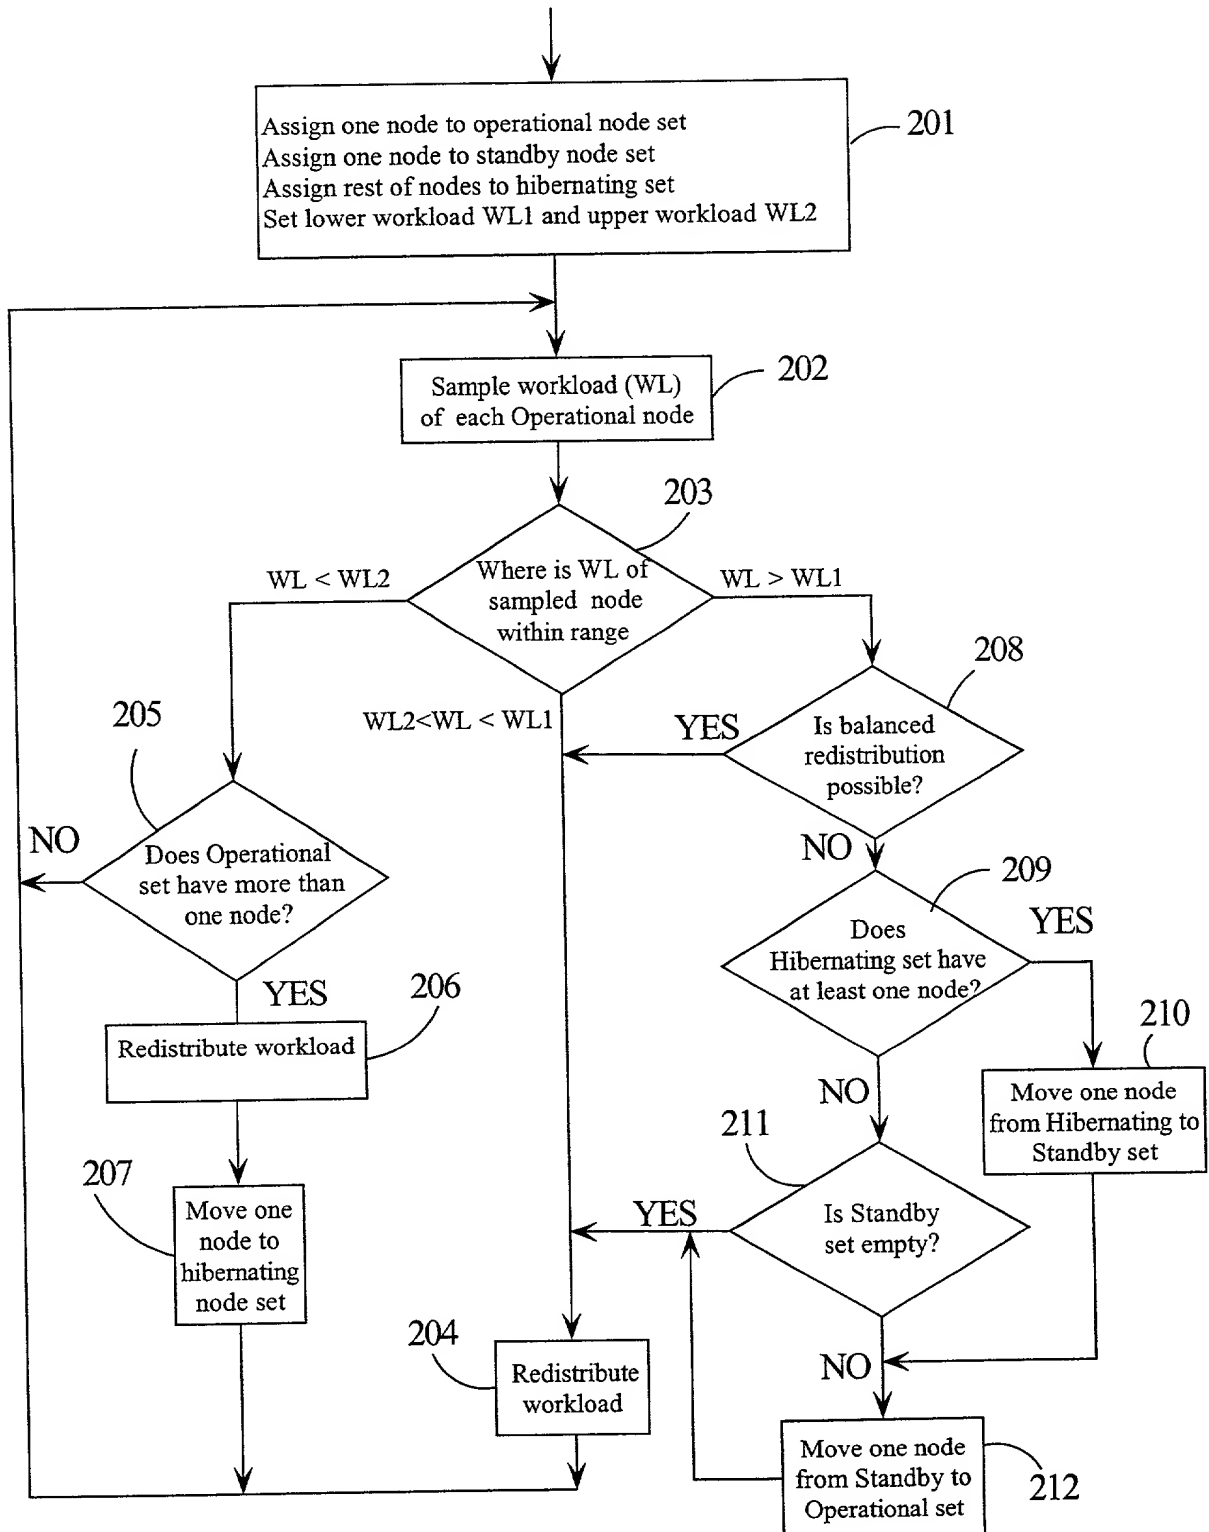 Assign one node to operational node set
Assign one node to standby node set
Assign rest of nodes to hibernating set
Set lower workload WL1 and upper workload WL2
201
Sample workload (WL)
of each Operational node
202
203
Where is WL of
sampled node
within range
WL < WL2
WL > WL1
WL2<WL < WL1
208
Is balanced
redistribution
possible?
YES
NO
205
Does Operational
set have more than
one node?
NO
YES
206
Redistribute workload
207
Move one
node to
hibernating
node set
209
Does
Hibernating set have
at least one node?
YES
NO
210
Move one node
from Hibernating to
Standby set
211
Is Standby
set empty?
YES
NO
204
Redistribute
workload
Move one node
from Standby to
Operational set
212